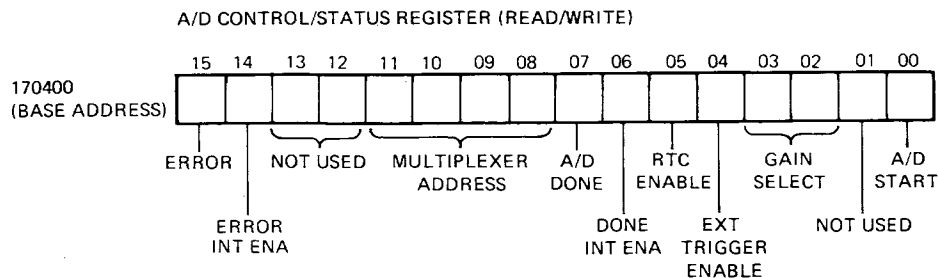 A/D CONTROL/STATUS REGISTER (READ/WRITE)
15 14 13 12 11 10 09 08 07 06 05 04 03 02 01 00
170400
(BASE ADDRESS)
ERROR
NOT USED
MULTIPLEXER
ADDRESS
A/D
DONE
RTC
ENABLE
GAIN
SELECT
A/D
START
ERROR
INT ENA
DONE
INT ENA
EXT
TRIGGER
ENABLE
NOT USED